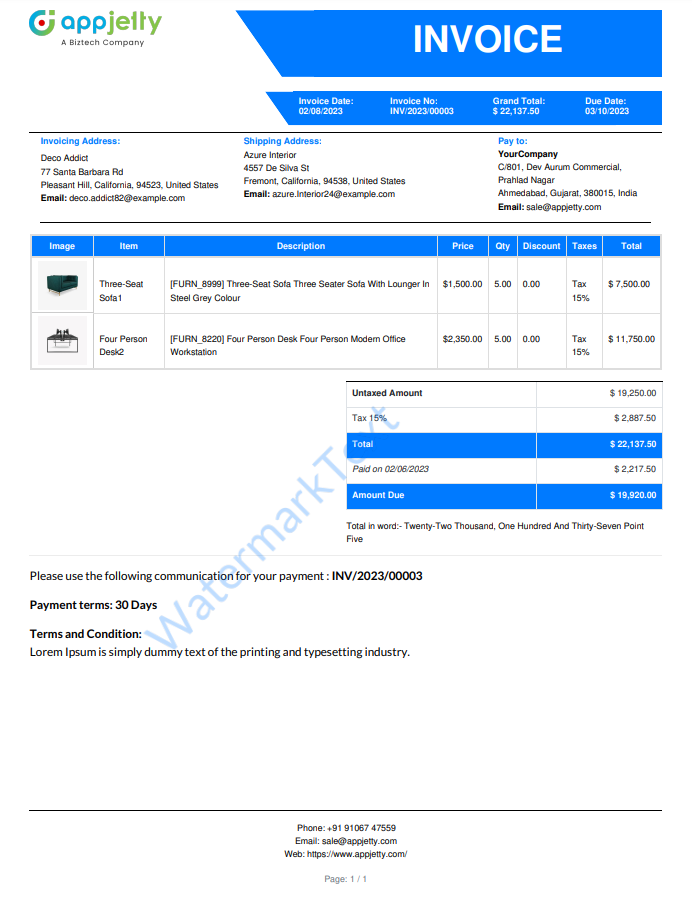 appjetty
A Biztech Company
INVOICE
Invoice Date: Invoice No: Grand Total: Due Date:
02/08/2023 INV/2023/00003 $ 22,137.50 03/10/2023
Invoicing Address:
Deco Addict
77 Santa Barbara Rd
Pleasant Hill, California, 94523, United States
Email: deco.addict82@example.com
Shipping Address:
Azure Interior
4557 De Silva St
Fremont, California, 94538, United States
Email: azure.Interior24@example.com
Pay to:
YourCompany
C/801, Dev Aurum Commercial,
Prahlad Nagar
Ahmedabad, Gujarat, 380015, India
Email: sale@appjetty.com
Image Item Description Price Qty Discount Taxes Total
Three-Seat [FURN_8999] Three-Seat Sofa Three Seater Sofa With Lounger In $1,500.00 5.00 0.00 Tax $ 7,500.00
Sofa1 Steel Grey Colour 15%
Four Person [FURN_8220] Four Person Desk Four Person Modern Office $2,350.00 5.00 0.00 Tax $ 11,750.00
Desk2 Workstation 15%
Untaxed Amount $ 19,250.00
Tax 15% $ 2,887.50
Total $ 22,137.50
Paid on 02/06/2023 $ 2,217.50
Amount Due $ 19,920.00
Total in word:- Twenty-Two Thousand, One Hundred And Thirty-Seven Point
Five
WatermarkText
Please use the following communication for your payment : INV/2023/00003
Payment terms: 30 Days
Terms and Condition:
Lorem Ipsum is simply dummy text of the printing and typesetting industry.
Phone: +91 91067 47559
Email: sale@appjetty.com
Web: https://www.appjetty.com/
Page: 1 / 1